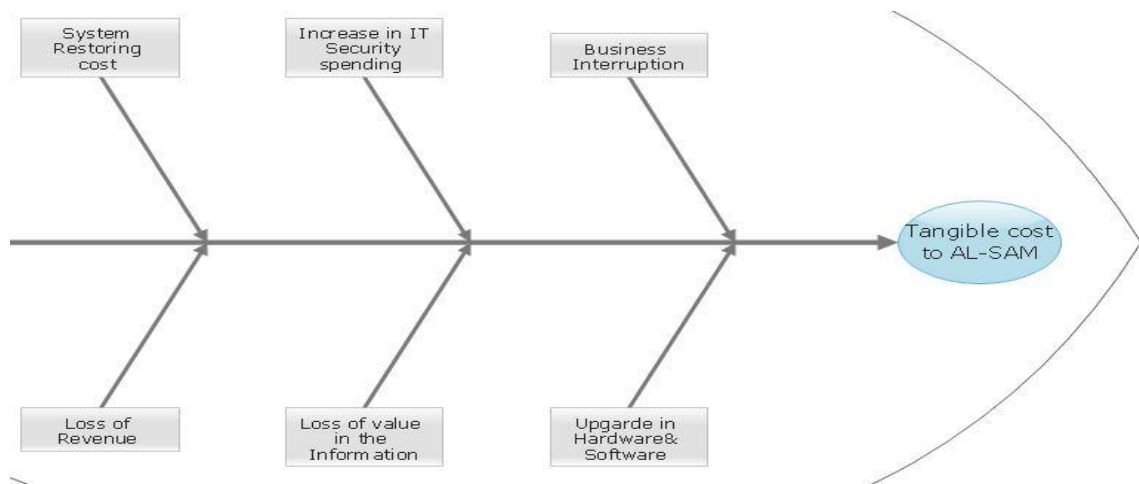 System
Restoring
cost
Increase in IT
Security
spending
Business
Interruption
Tangible cost
to AL-SAM
Loss of
Revenue
Loss of value
in the
Information
Upgarde in
Hardware&
Software